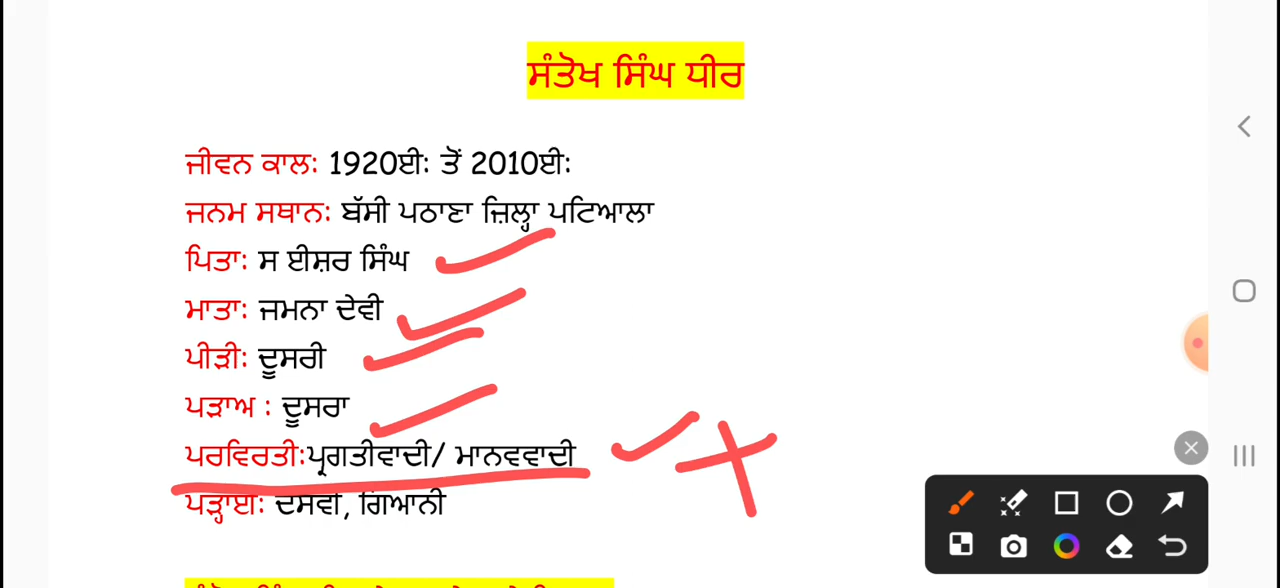 ਸੰਤੋਖ ਸਿੰਘ ਧੀਰ
ਜੀਵਨ ਕਾਲ: 1920ਈ: ਤੋਂ 2010ਈ:
ਜਨਮ ਸਥਾਨ: ਬੱਸੀ ਪਠਾਣਾ ਜ਼ਿਲ੍ਹਾ ਪਟਿਆਲਾ
ਪਿਤਾ: ਸ ਈਸ਼ਰ ਸਿੰਘ
ਮਾਤਾ: ਜਮਨਾ ਦੇਵੀ
ਪੀੜੀ: ਦੂਸਰੀ
ਪੜਾਅ : ਦੂਸਰਾ
ਪਰਵਿਰਤੀ:ਪ੍ਰਗਤੀਵਾਦੀ/ ਮਾਨਵਵਾਦੀ
ਪੜ੍ਹਾਈ: ਦਸਵੀਂ, ਗਿਆਨੀ